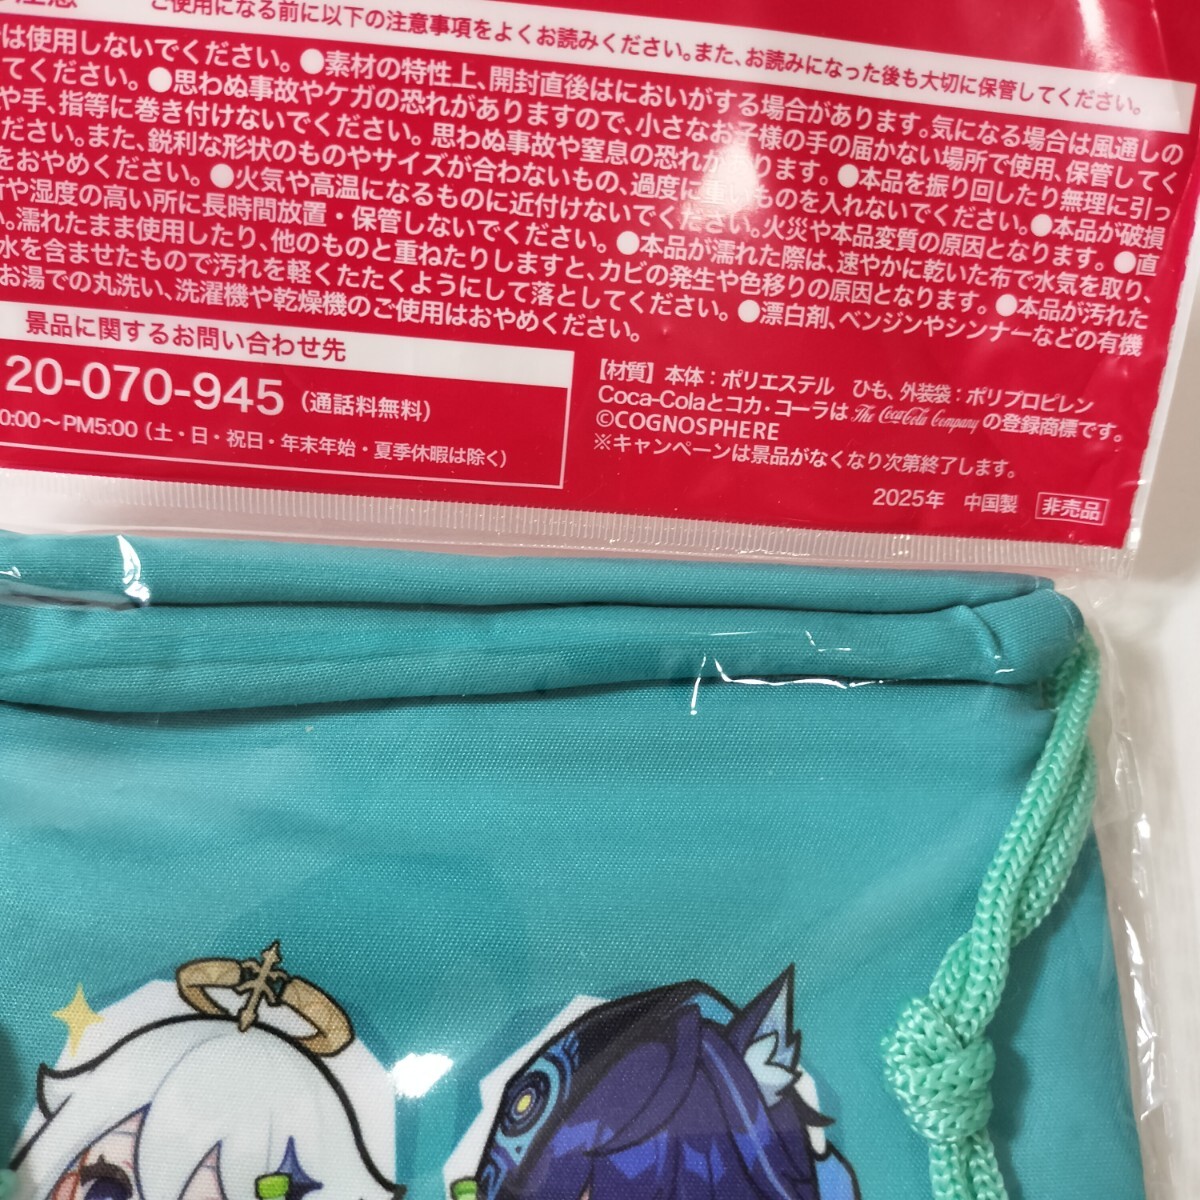 ご使用になる前に以下の注意事項をよくお読みください。また、お読みになった後も大切に保管してください。
は使用しないでください。 ●素材の特性上、開封直後はにおいがする場合があります。気になる場合は風通しの
てください。 ●思わぬ事故やケガの恐れがありますので、小さなお子様の手の届かない場所で使用、保管してく
や手、指等に巻き付けないでください。 思わぬ事故や窒息の恐れがあります。 ●本品を振り回したり無理に引っ
ださい。また、鋭利な形状のものやサイズが合わないもの、過度に重いものを入れないでください。 ●本品が破損
をおやめください。 ●火気や高温になるものに近付けないでください。火災や本品変質の原因となります。 ●直
や湿度の高い所に長時間放置・保管しないでください。 ●本品が濡れた際は、速やかに乾いた布で水気を取り、
い。濡れたまま使用したり、他のものと重ねたりしますと、カビの発生や色移りの原因となります。 ●本品が汚れた
水を含ませたもので汚れを軽くたたくようにして落としてください。 ●漂白剤、ベンジンやシンナーなどの有機
お湯での丸洗い、洗濯機や乾燥機のご使用はおやめください。
景品に関するお問い合わせ先
20-070-945（通話料無料）
0:00〜PM5:00（土・日・祝日・年末年始・夏季休暇は除く）
【材質】本体：ポリエステル ひも、外装袋：ポリプロピレン
Coca-Colaとコカ・コーラは The Coca-Cola Company の登録商標です。
©COGNOSPHERE
※キャンペーンは景品がなくなり次第終了します。
2025年 中国製 非売品